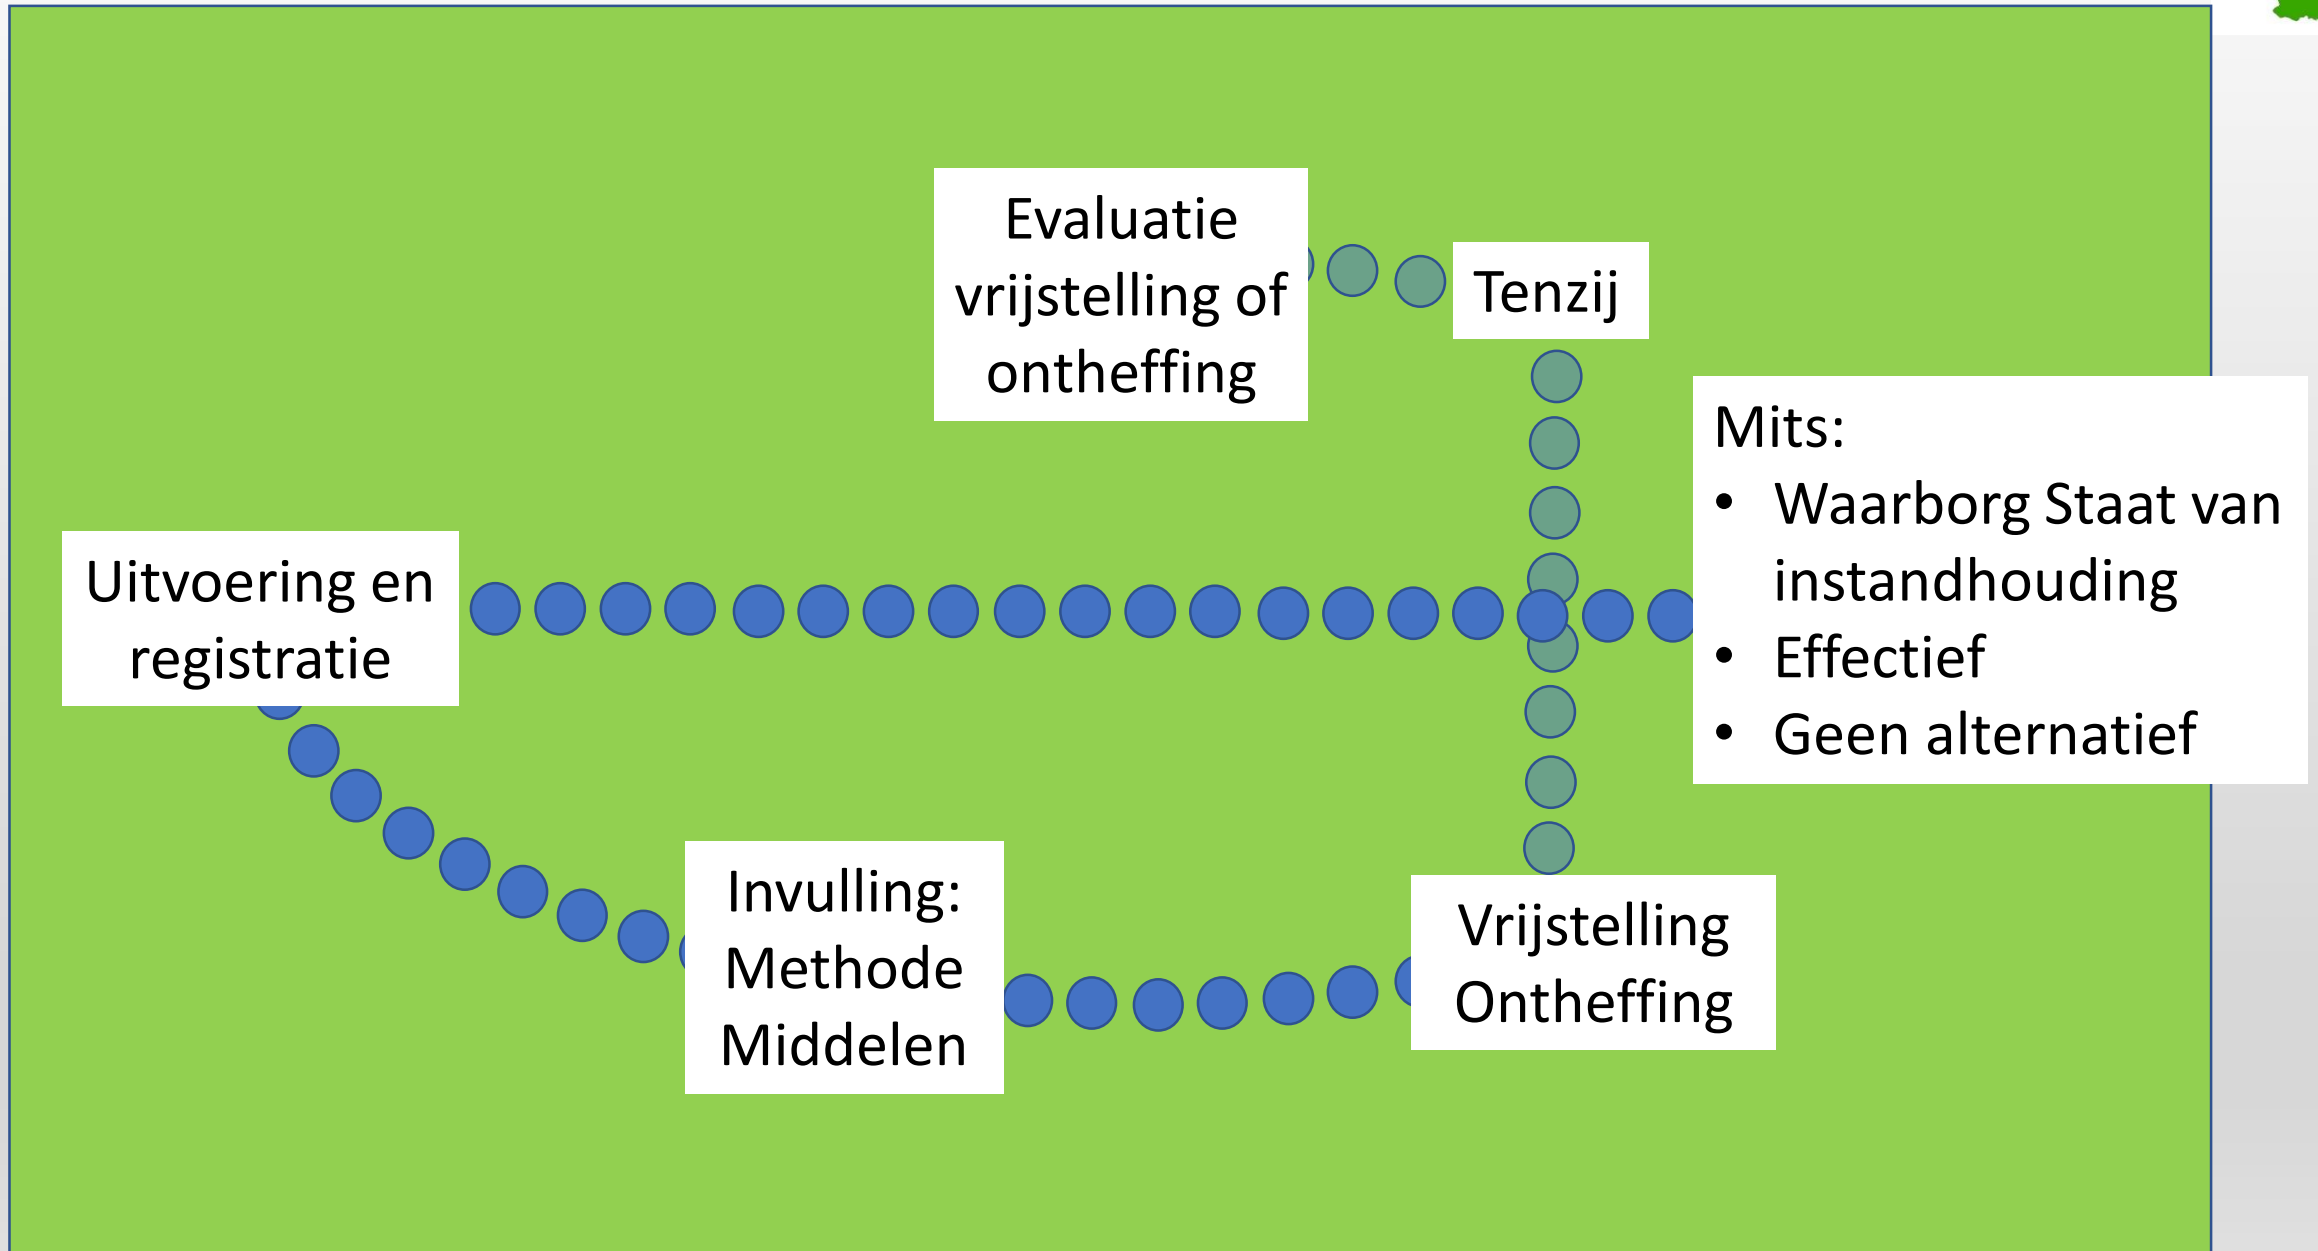 Evaluatie
vrijstelling of
ontheffing
Tenzij
Mits:
• Waarborg Staat van
instandhouding
• Effectief
• Geen alternatief
Uitvoering en
registratie
Invulling:
Methode
Middelen
Vrijstelling
Ontheffing